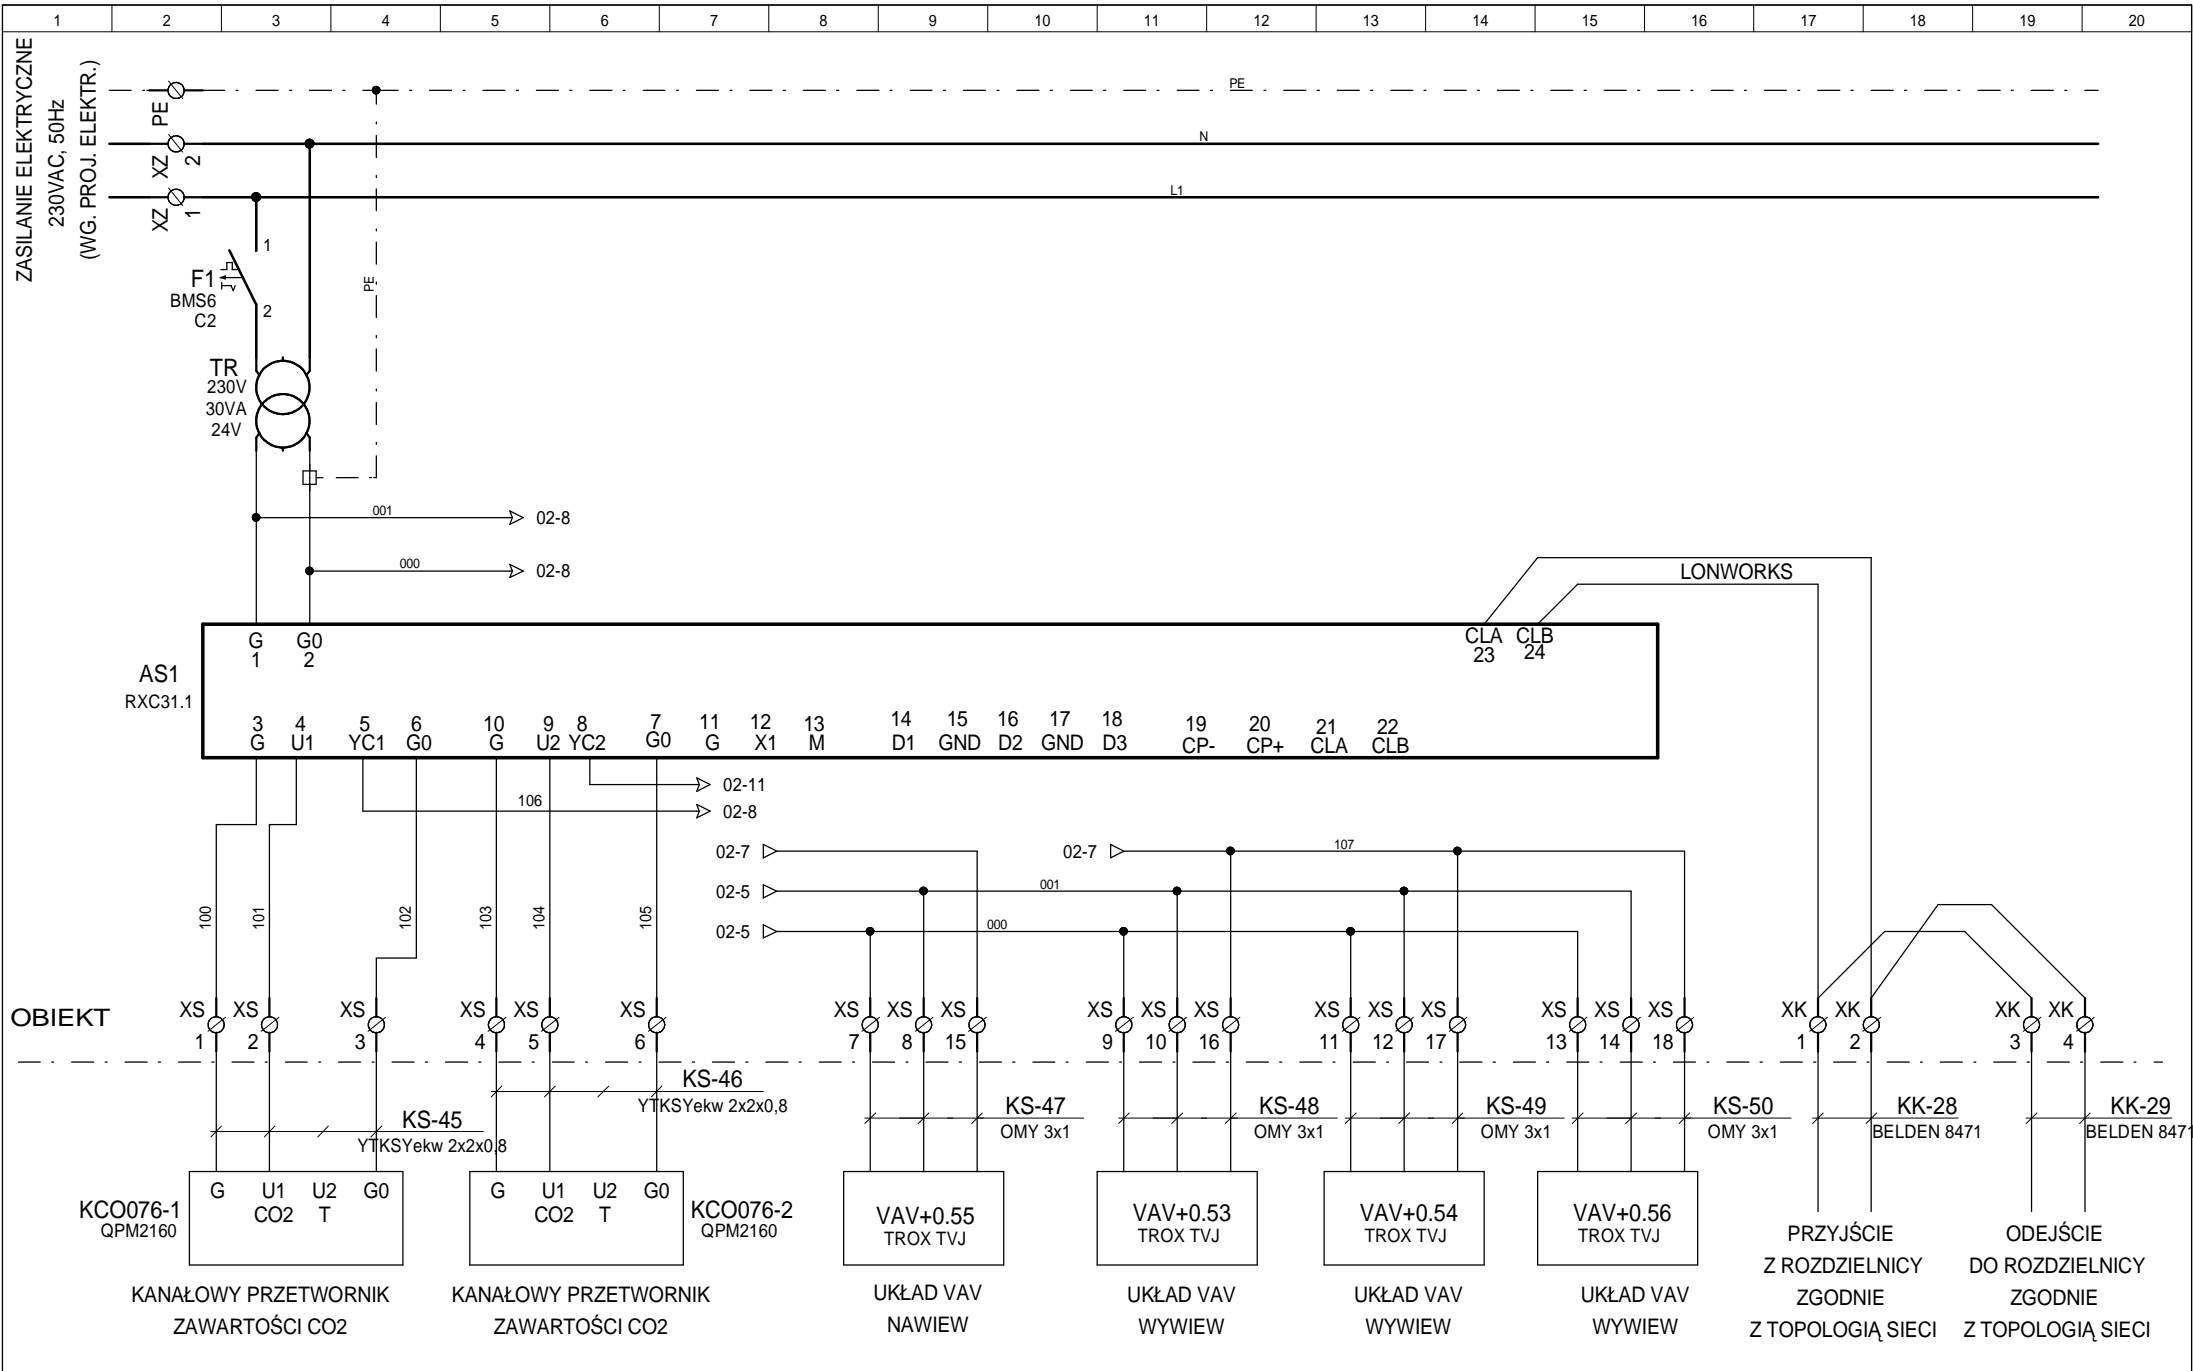 1 2 3 4 5 6 7 8 9 10 11 12 13 14 15 16 17 18 19 20
ZASILANIE ELEKTRYCZNE
230VAC, 50Hz
(WG. PROJ. ELEKTR.)
PE
XZ 2
XZ 1
PE
N
L1
PE
1
F1
BMS6
C2
2
TR
230V
30VA
24V
001 02-8
000 02-8
LONWORKS
AS1
RXC31.1
G G0 CLA CLB
1 2 23 24
3 4 5 6 10 9 8 7 11 12 13 14 15 16 17 18 19 20 21 22
G U1 YC1 G0 G U2 YC2 G0 G X1 M D1 GND D2 GND D3 CP- CP+ CLA CLB
02-11
106 02-8
02-7 02-7 107
02-5 001
02-5 000
100 101 102 103 104 105
OBIEKT
XS XS XS XS XS XS XS XS XS XS XS XS XS XS XS XS XS XS XK XK XK XK
1 2 3 4 5 6 7 8 15 9 10 16 11 12 17 13 14 18 1 2 3 4
KS-46
YTKSYekw 2x2x0,8
KS-45
YTKSYekw 2x2x0,8
KS-47
OMY 3x1
KS-48
OMY 3x1
KS-49
OMY 3x1
KS-50
OMY 3x1
KK-28
BELDEN 8471
KK-29
BELDEN 8471
KCO076-1
QPM2160
G U1 U2 G0
CO2 T
G U1 U2 G0
CO2 T
KCO076-2
QPM2160
VAV+0.55
TROX TVJ
VAV+0.53
TROX TVJ
VAV+0.54
TROX TVJ
VAV+0.56
TROX TVJ
KANAŁOWY PRZETWORNIK
ZAWARTOŚCI CO2
KANAŁOWY PRZETWORNIK
ZAWARTOŚCI CO2
UKŁAD VAV
NAWIEW
UKŁAD VAV
WYWIEW
UKŁAD VAV
WYWIEW
UKŁAD VAV
WYWIEW
PRZYJŚCIE
Z ROZDZIELNICY
ZGODNIE
Z TOPOLOGIĄ SIECI
ODEJŚCIE
DO ROZDZIELNICY
ZGODNIE
Z TOPOLOGIĄ SIECI